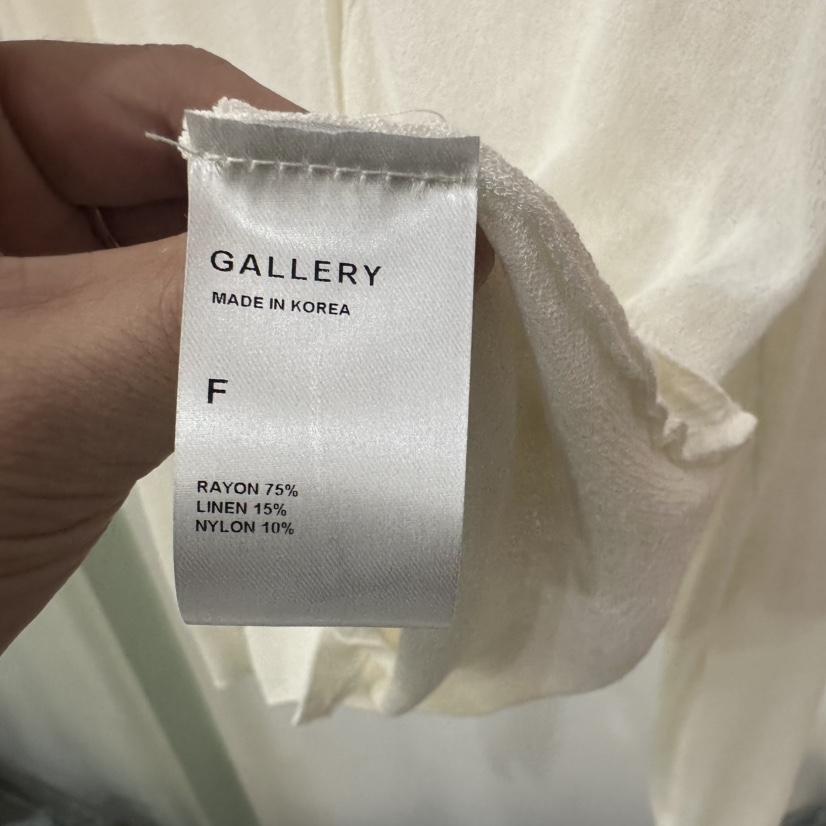 GALLERY
MADE IN KOREA
F
RAYON 75%
LINEN 15%
NYLON 10%